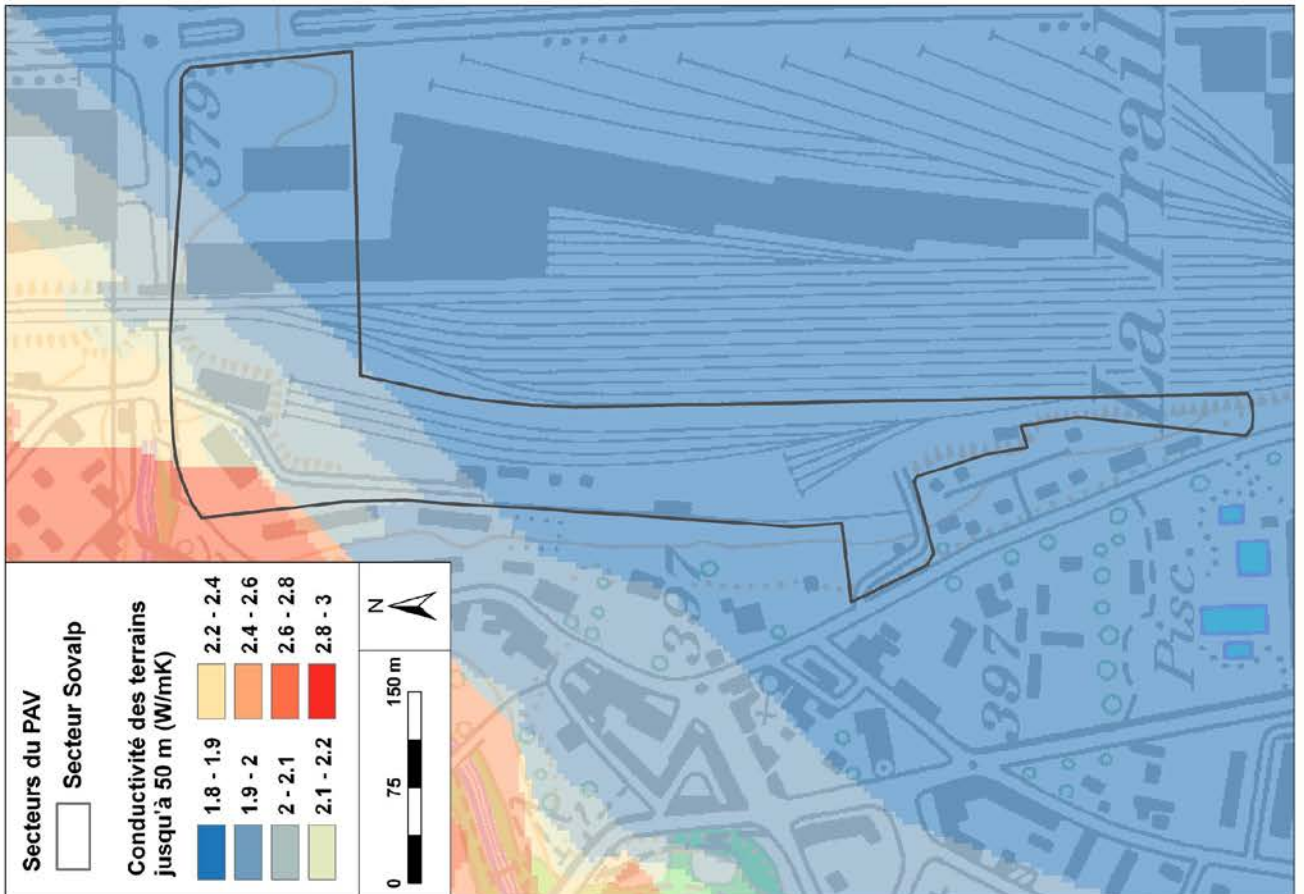 Secteurs du PAV
Secteur Sovalp
Conductivité des terrains
jusqu'à 50 m (W/mK)
1.8 - 1.9
1.9 - 2
2 - 2.1
2.1 - 2.2
2.2 - 2.4
2.4 - 2.6
2.6 - 2.8
2.8 - 3
0
75
150 m
N
379
397
397
Pisc
La Prail